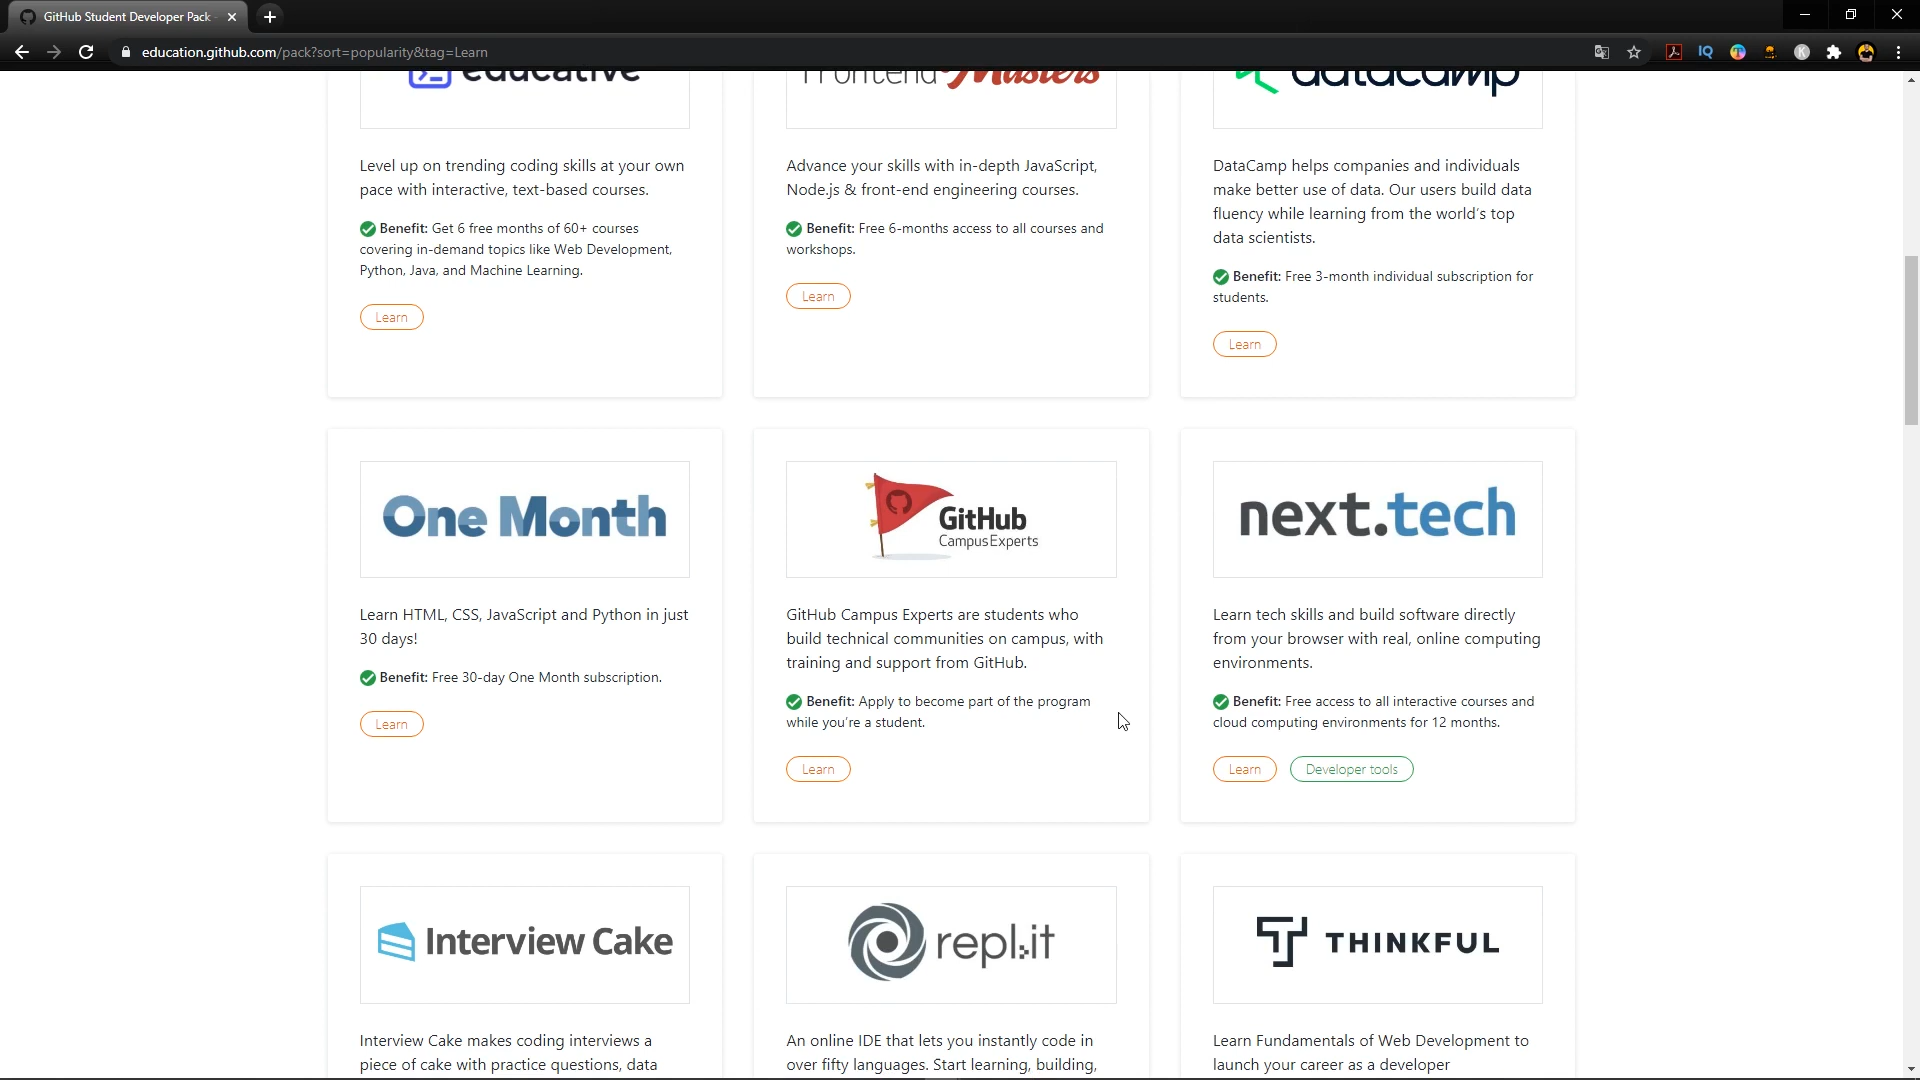 GitHub Student Developer Pack
education.github.com/pack?sort=popularity&tag=Learn
educative
Frontend Masters
datacamp
Level up on trending coding skills at your own
pace with interactive, text-based courses.
Benefit: Get 6 free months of 60+ courses
covering in-demand topics like Web Development,
Python, Java, and Machine Learning.
Learn
Advance your skills with in-depth JavaScript,
Node.js & front-end engineering courses.
Benefit: Free 6-months access to all courses and
workshops.
Learn
DataCamp helps companies and individuals
make better use of data. Our users build data
fluency while learning from the world's top
data scientists.
Benefit: Free 3-month individual subscription for
students.
Learn
One Month
Learn HTML, CSS, JavaScript and Python in just
30 days!
Benefit: Free 30-day One Month subscription.
Learn
GitHub
Campus Experts
GitHub Campus Experts are students who
build technical communities on campus, with
training and support from GitHub.
Benefit: Apply to become part of the program
while you're a student.
Learn
next.tech
Learn tech skills and build software directly
from your browser with real, online computing
environments.
Benefit: Free access to all interactive courses and
cloud computing environments for 12 months.
Learn
Developer tools
Interview Cake
Interview Cake makes coding interviews a
piece of cake with practice questions, data
repl.it
An online IDE that lets you instantly code in
over fifty languages. Start learning, building,
THINKFUL
Learn Fundamentals of Web Development to
launch your career as a developer
IQ
K